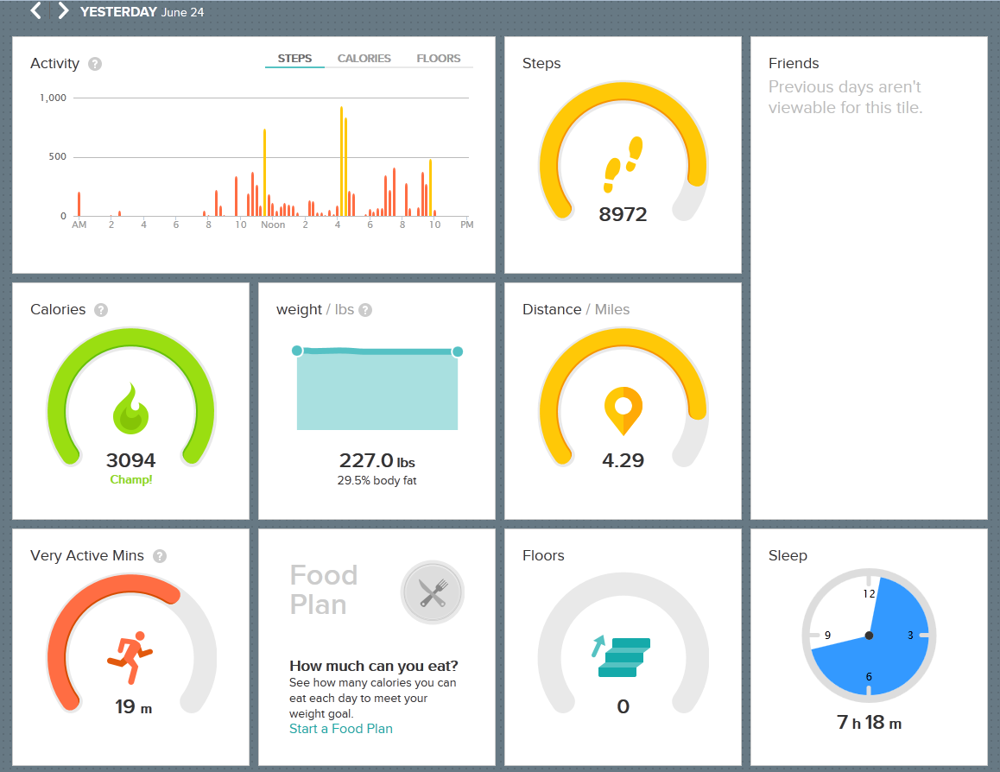 YESTERDAY June 24
Activity ?
STEPS CALORIES FLOORS
1,000
500
0
AM 2 4 6 8 10 Noon 2 4 6 8 10 PM
Steps
8972
Friends
Previous days aren't
viewable for this tile.
Calories ?
3094
Champ!
weight / lbs ?
227.0 lbs
29.5% body fat
Distance / Miles
4.29
Very Active Mins ?
19 m
Food
Plan
How much can you eat?
See how many calories you can
eat each day to meet your
weight goal.
Start a Food Plan
Floors
0
Sleep
12
9 3
6
7 h 18 m